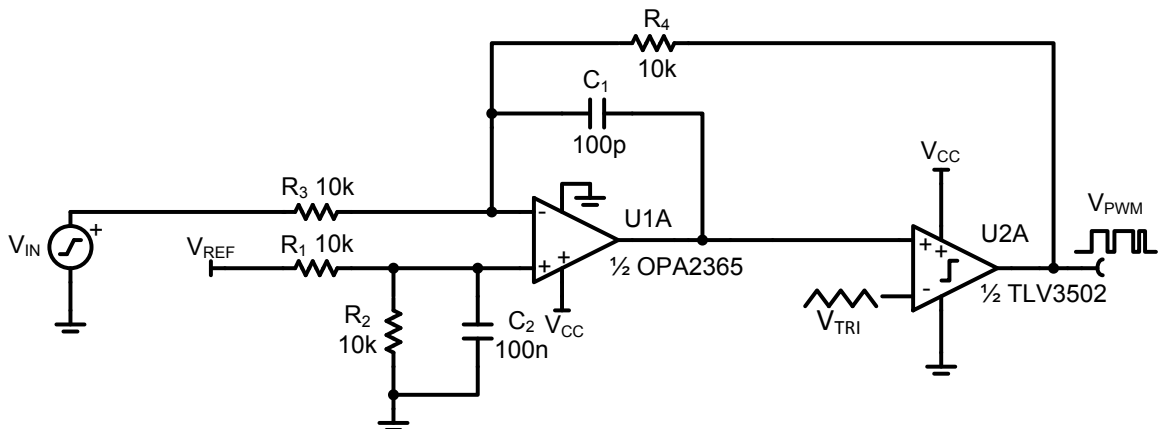 R4
10k
C1
100p
VCC
R3 10k
U1A
VPWM
VIN
-
+
VREF
R1 10k
+
+
½ OPA2365
+
+
-
U2A
½ TLV3502
R2
10k
C2
100n
VCC
VTRI